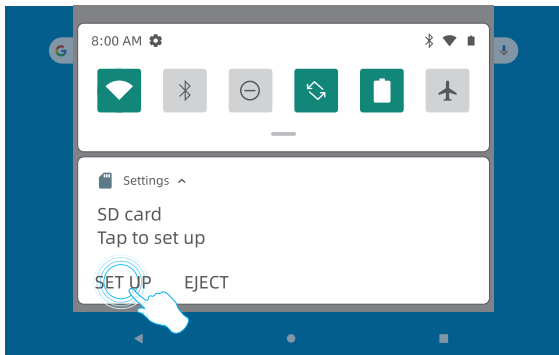 8:00 AM
G
Settings
SD card
Tap to set up
SET UP EJECT